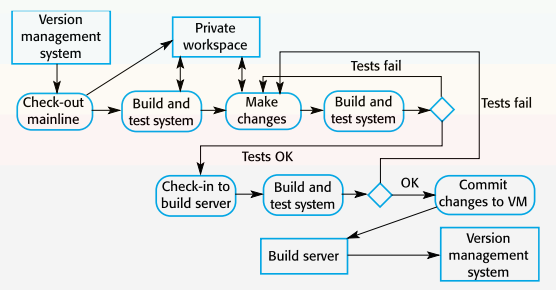 Version
management
system
Private
workspace
Check-out
mainline
Build and
test system
Make
changes
Build and
test system
Tests fail
Tests fail
Tests OK
Check-in to
build server
Build and
test system
OK
Commit
changes to VM
Build server
Version
management
system